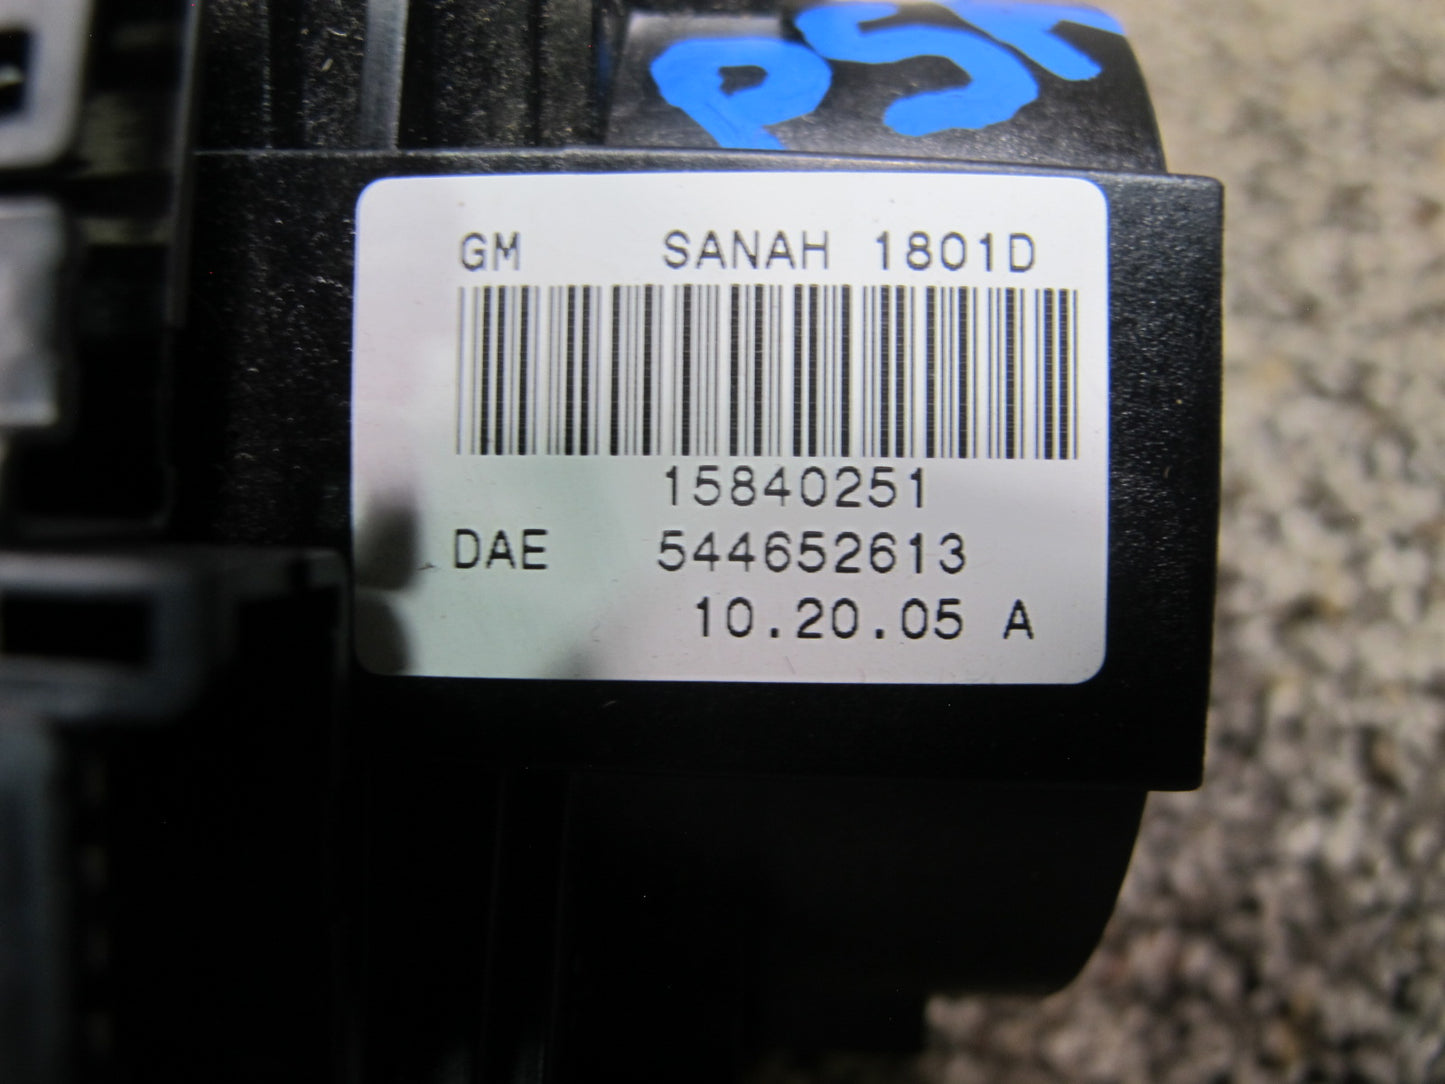 GM SANAH 1801D
15840251
DAE 544652613
10.20.05 A